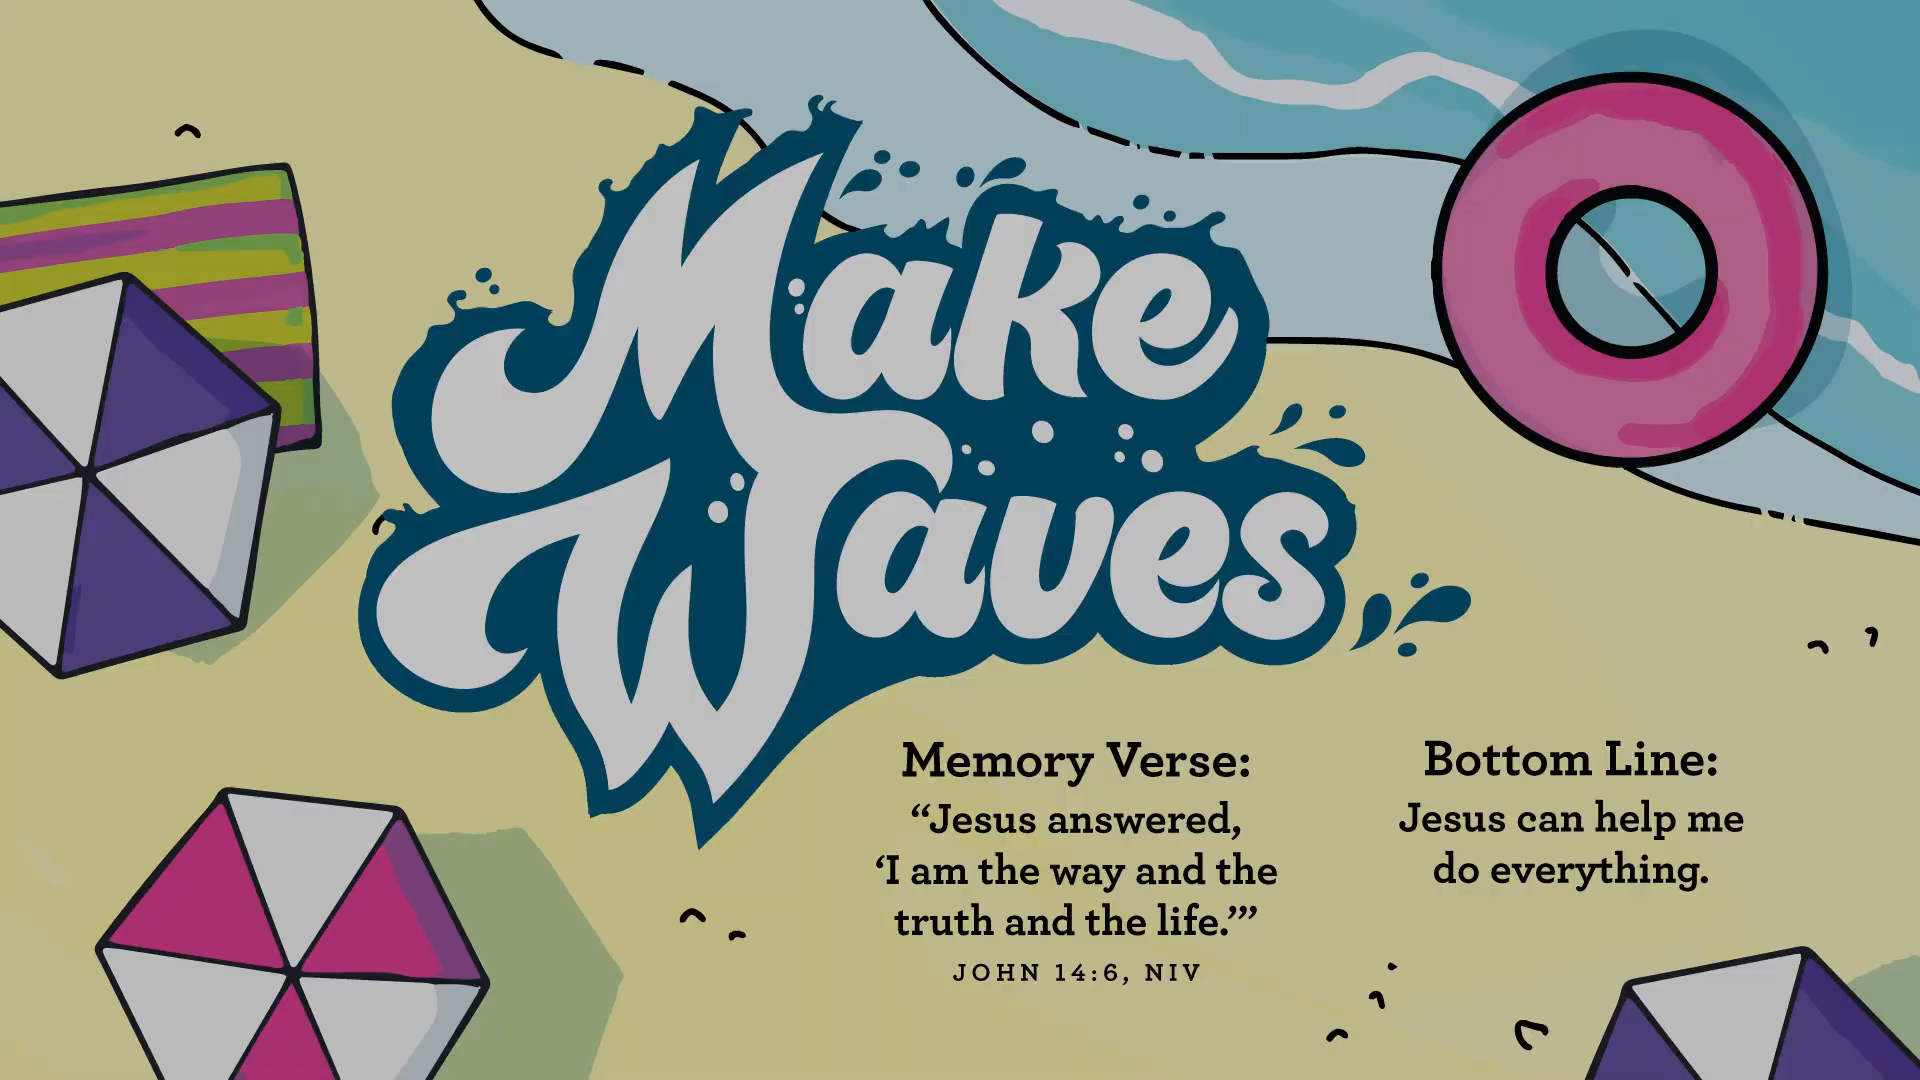 Make
Waves
Memory Verse:
“Jesus answered,
‘I am the way and the
truth and the life.’”
JOHN 14:6, NIV
Bottom Line:
Jesus can help me
do everything.